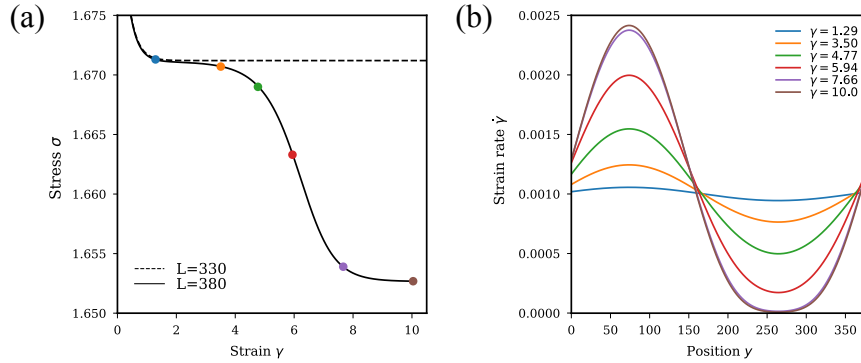 (a)
1.675
1.670
1.665
1.660
1.655
1.650
Stress σ
L=330
L=380
0
2
4
6
8
10
Strain γ
(b)
0.0025
0.0020
0.0015
0.0010
0.0005
0.0000
Strain rate γ̇
γ = 1.29
γ = 3.50
γ = 4.77
γ = 5.94
γ = 7.66
γ = 10.0
0
50
100
150
200
250
300
350
Position y